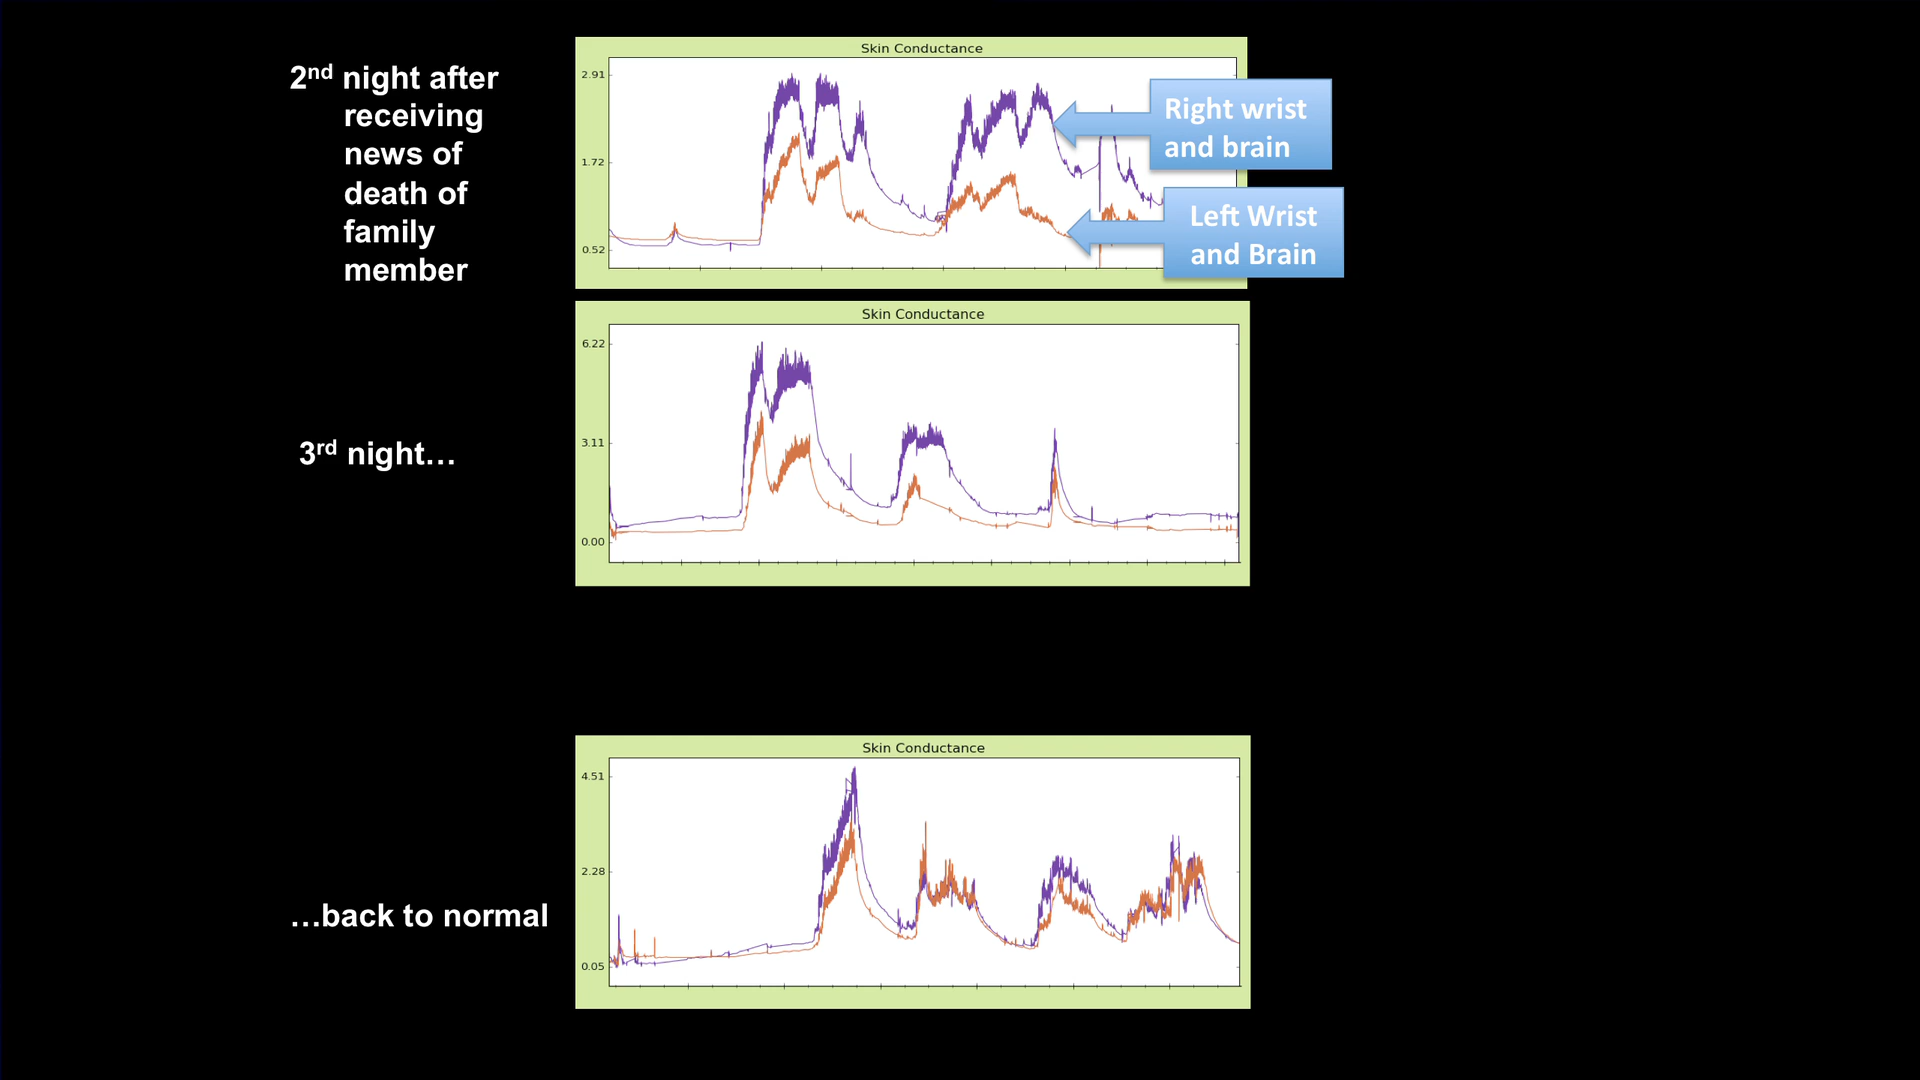 2nd night after
receiving
news of
death of
family
member
Skin Conductance
2.91
1.72
0.52
Right wrist
and brain
Left Wrist
and Brain
3rd night…
Skin Conductance
6.22
3.11
0.00
…back to normal
Skin Conductance
4.51
2.28
0.05